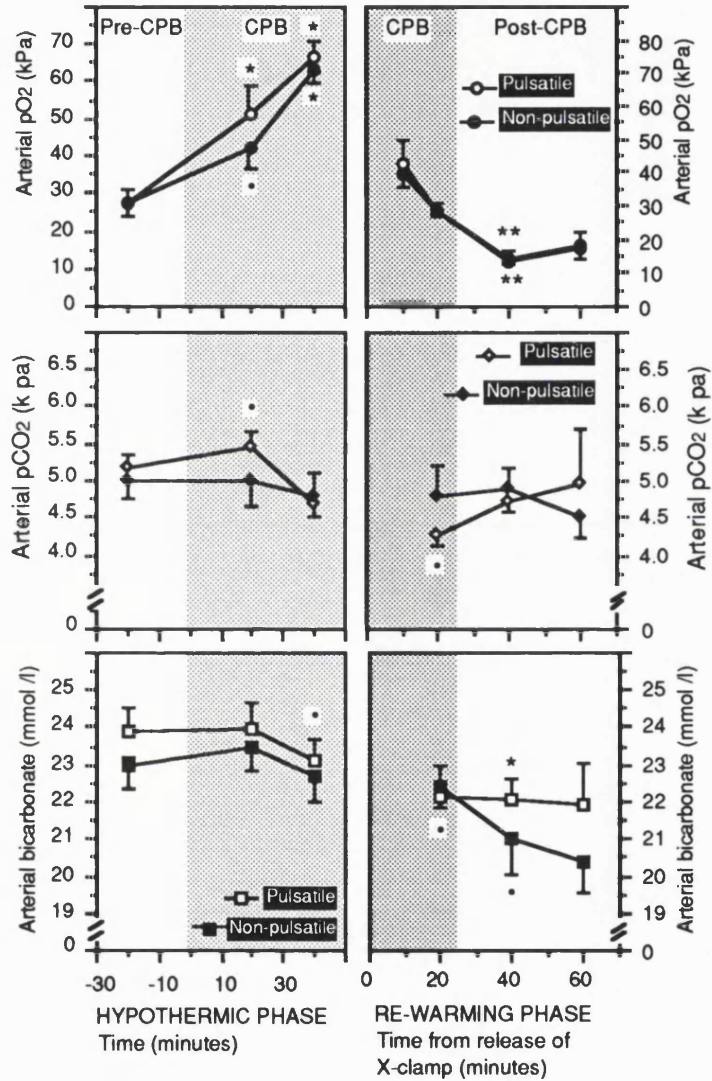 Pre-CPB CPB
CPB Post-CPB
Arterial pO2 (kPa)
70
60
50
40
30
20
10
0
*
*
*
•
Pulsatile
Non-pulsatile
**
**
80
70
60
50
40
30
20
10
0
Arterial pO2 (kPa)
Arterial pCO2 (k pa)
6.5
6.0
5.5
5.0
4.5
4.0
0
•
Pulsatile
Non-pulsatile
•
6.5
6.0
5.5
5.0
4.5
4.0
0
Arterial pCO2 (k pa)
Arterial bicarbonate (mmol /l)
25
24
23
22
21
20
19
0
•
Pulsatile
Non-pulsatile
*
•
•
25
24
23
22
21
20
19
0
Arterial bicarbonate (mmol /l)
-30 -10 10 30
0 20 40 60
HYPOTHERMIC PHASE
Time (minutes)
RE-WARMING PHASE
Time from release of
X-clamp (minutes)